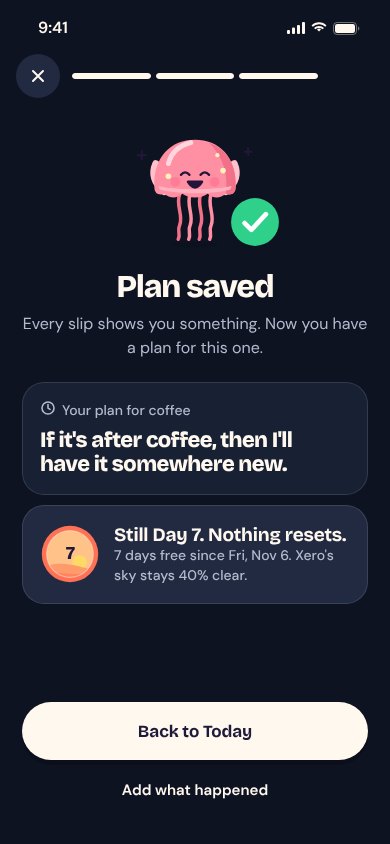 9:41
Plan saved
Every slip shows you something. Now you have
a plan for this one.
Your plan for coffee
If it's after coffee, then I'll
have it somewhere new.
7
Still Day 7. Nothing resets.
7 days free since Fri, Nov 6. Xero's
sky stays 40% clear.
Back to Today
Add what happened